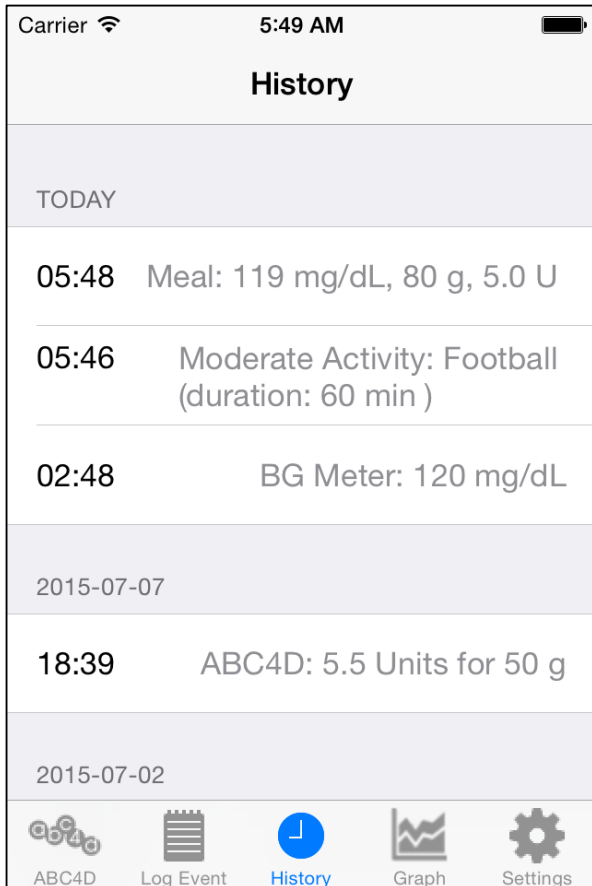 Carrier 5:49 AM
History
TODAY
05:48 Meal: 119 mg/dL, 80 g, 5.0 U
05:46 Moderate Activity: Football
(duration: 60 min )
02:48 BG Meter: 120 mg/dL
2015-07-07
18:39 ABC4D: 5.5 Units for 50 g
2015-07-02
abc4d
ABC4D Log Event History Graph Settings